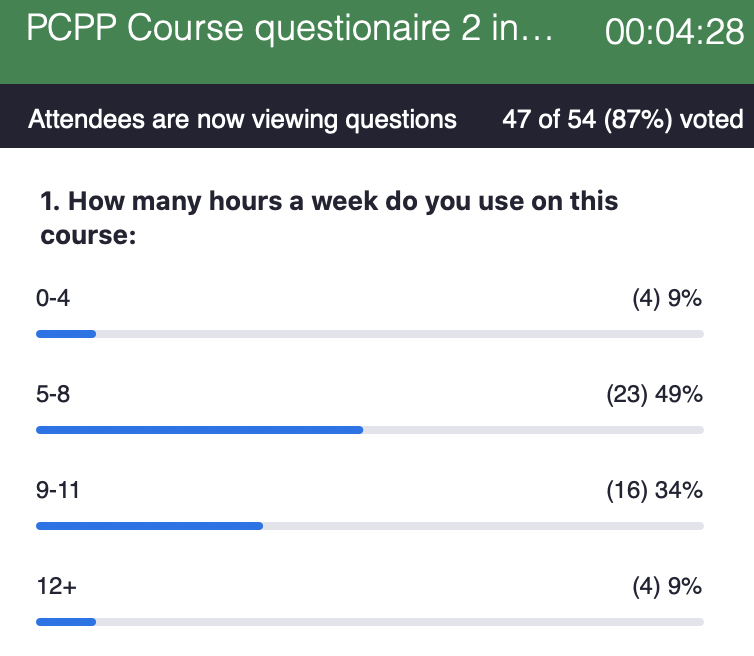 PCPP Course questionaire 2 in... 00:04:28
Attendees are now viewing questions 47 of 54 (87%) voted
1. How many hours a week do you use on this
course:
0-4 (4) 9%
5-8 (23) 49%
9-11 (16) 34%
12+ (4) 9%